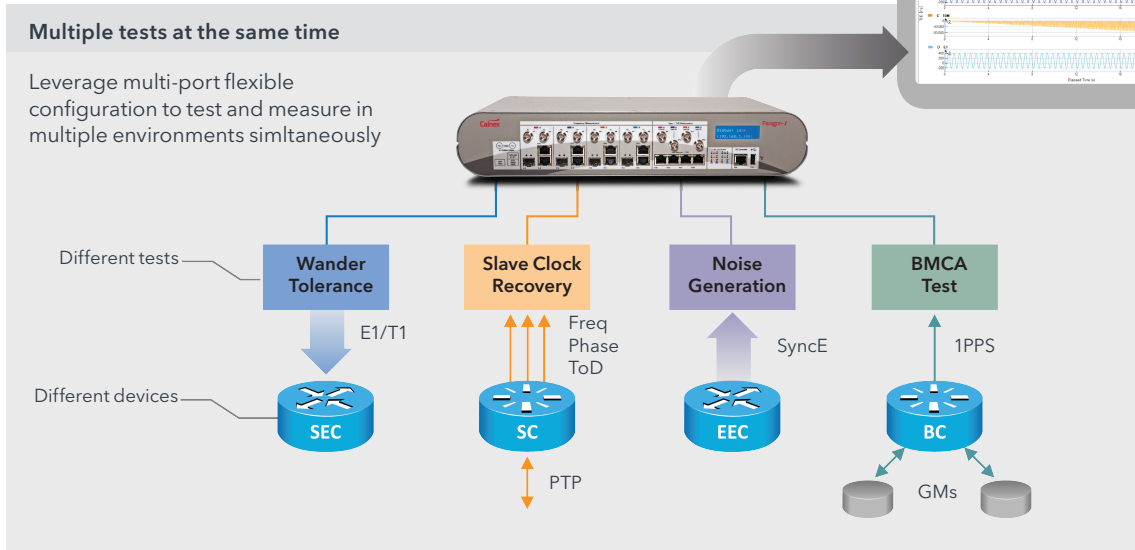 Multiple tests at the same time
Leverage multi-port flexible
configuration to test and measure in
multiple environments simltaneously
Calnex
Paragon-X
Different tests
Wander
Tolerance
Slave Clock
Recovery
Noise
Generation
BMCA
Test
E1/T1
Freq
Phase
ToD
SyncE
1PPS
Different devices
SEC
SC
EEC
BC
PTP
GMs
Elapsed Time (s)